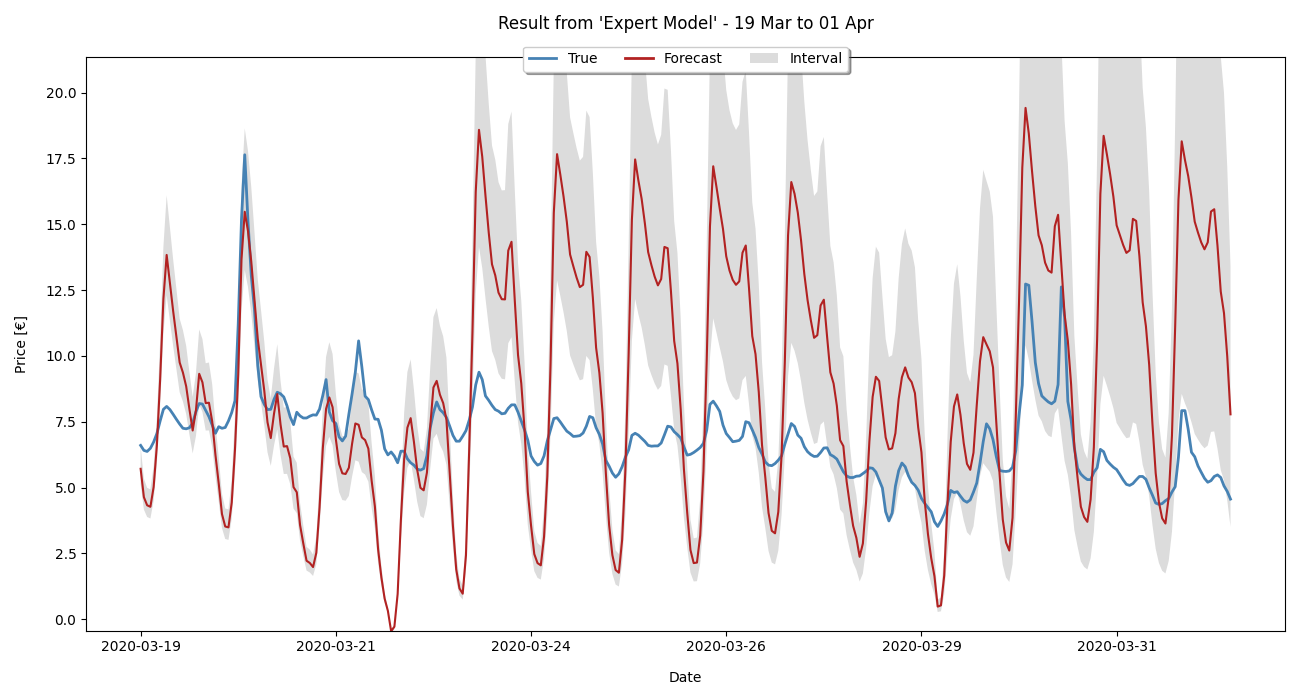 Result from 'Expert Model' - 19 Mar to 01 Apr
True Forecast Interval
20.0
17.5
15.0
12.5
10.0
7.5
5.0
2.5
0.0
Price [€]
2020-03-19 2020-03-21 2020-03-24 2020-03-26 2020-03-29 2020-03-31
Date